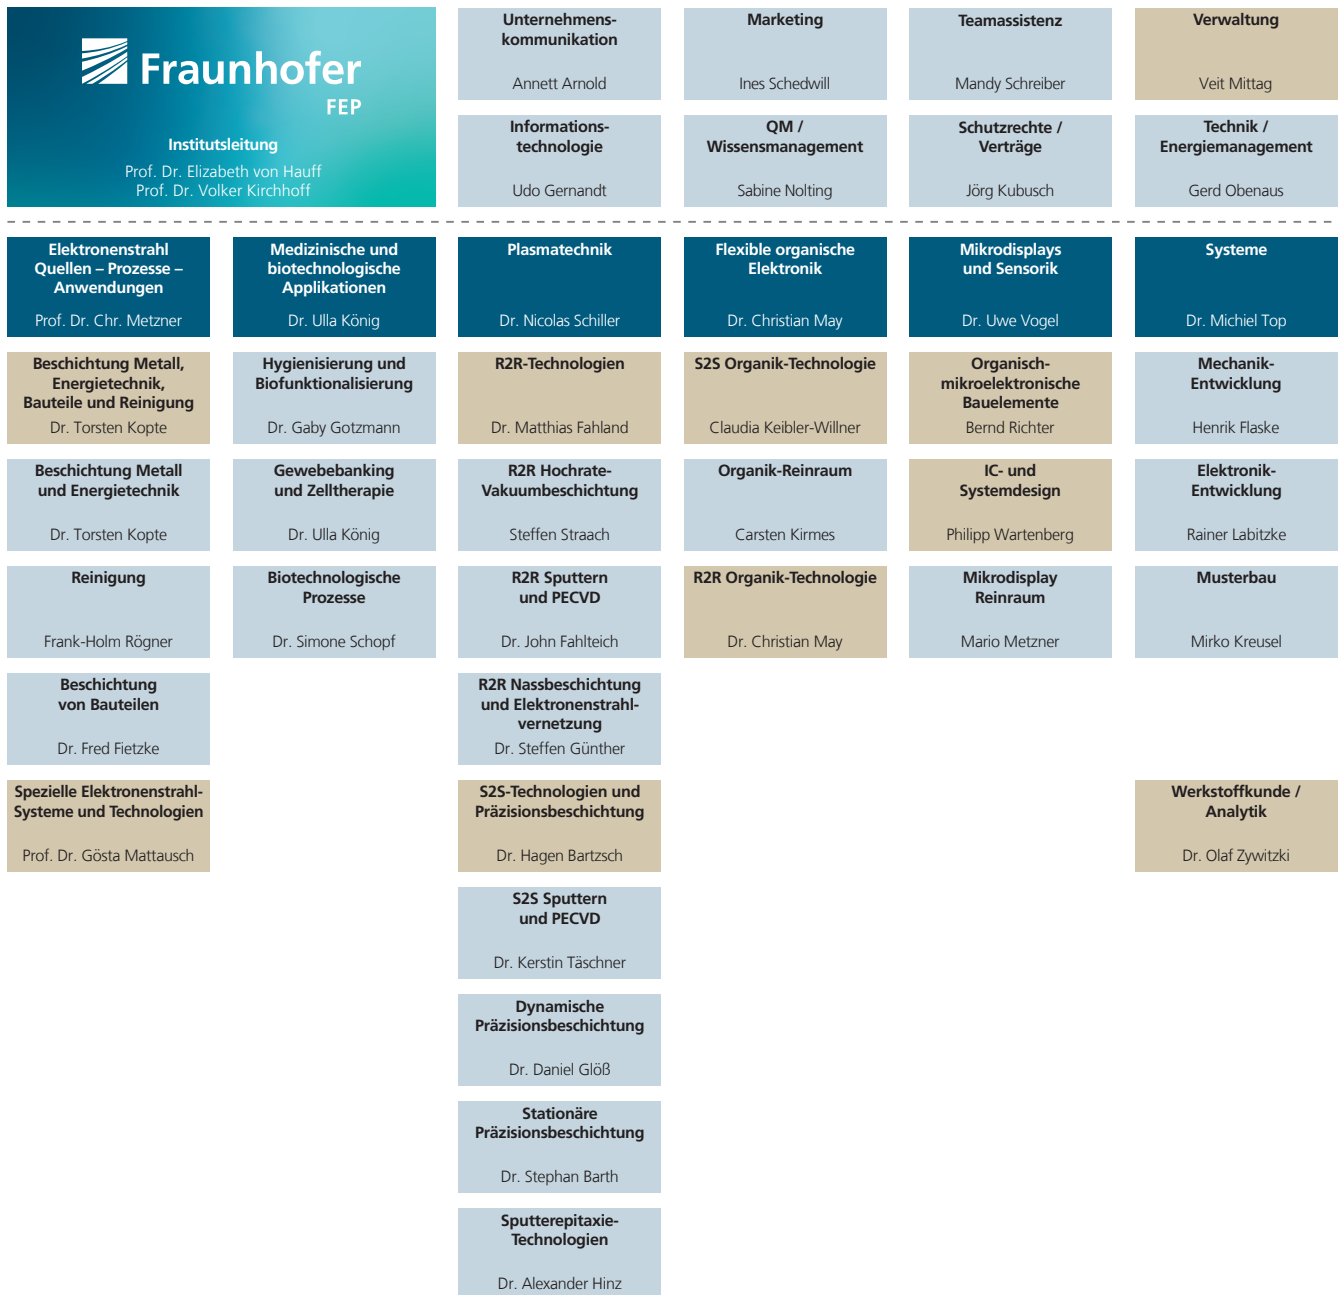 Fraunhofer
FEP
Institutsleitung
Prof. Dr. Elizabeth von Hauff
Prof. Dr. Volker Kirchhoff
Unternehmens-
kommunikation
Annett Arnold
Marketing
Ines Schedwill
Teamassistenz
Mandy Schreiber
Verwaltung
Veit Mittag
Informations-
technologie
Udo Gernandt
QM /
Wissensmanagement
Sabine Nolting
Schutzrechte /
Verträge
Jörg Kubusch
Technik /
Energiemanagement
Gerd Obenaus
Elektronenstrahl
Quellen – Prozesse –
Anwendungen
Prof. Dr. Chr. Metzner
Beschichtung Metall,
Energietechnik,
Bauteile und Reinigung
Dr. Torsten Kopte
Beschichtung Metall
und Energietechnik
Dr. Torsten Kopte
Reinigung
Frank-Holm Rögner
Beschichtung
von Bauteilen
Dr. Fred Fietzke
Spezielle Elektronenstrahl-
Systeme und Technologien
Prof. Dr. Gösta Mattausch
Medizinische und
biotechnologische
Applikationen
Dr. Ulla König
Hygienisierung und
Biofunktionalisierung
Dr. Gaby Gotzmann
Gewebebanking
und Zelltherapie
Dr. Ulla König
Biotechnologische
Prozesse
Dr. Simone Schopf
Plasmatechnik
Dr. Nicolas Schiller
R2R-Technologien
Dr. Matthias Fahland
R2R Hochrate-
Vakuumbeschichtung
Steffen Straach
R2R Sputtern
und PECVD
Dr. John Fahlteich
R2R Nassbeschichtung
und Elektronenstrahl-
vernetzung
Dr. Steffen Günther
S2S-Technologien und
Präzisionsbeschichtung
Dr. Hagen Bartzsch
S2S Sputtern
und PECVD
Dr. Kerstin Täschner
Dynamische
Präzisionsbeschichtung
Dr. Daniel Glöß
Stationäre
Präzisionsbeschichtung
Dr. Stephan Barth
Sputterepitaxie-
Technologien
Dr. Alexander Hinz
Flexible organische
Elektronik
Dr. Christian May
S2S Organik-Technologie
Claudia Keibler-Willner
Organik-Reinraum
Carsten Kirmes
R2R Organik-Technologie
Dr. Christian May
Mikrodisplays
und Sensorik
Dr. Uwe Vogel
Organisch-
mikroelektronische
Bauelemente
Bernd Richter
IC- und
Systemdesign
Philipp Wartenberg
Mikrodisplay
Reinraum
Mario Metzner
Systeme
Dr. Michiel Top
Mechanik-
Entwicklung
Henrik Flaske
Elektronik-
Entwicklung
Rainer Labitzke
Musterbau
Mirko Kreusel
Werkstoffkunde /
Analytik
Dr. Olaf Zywitzki